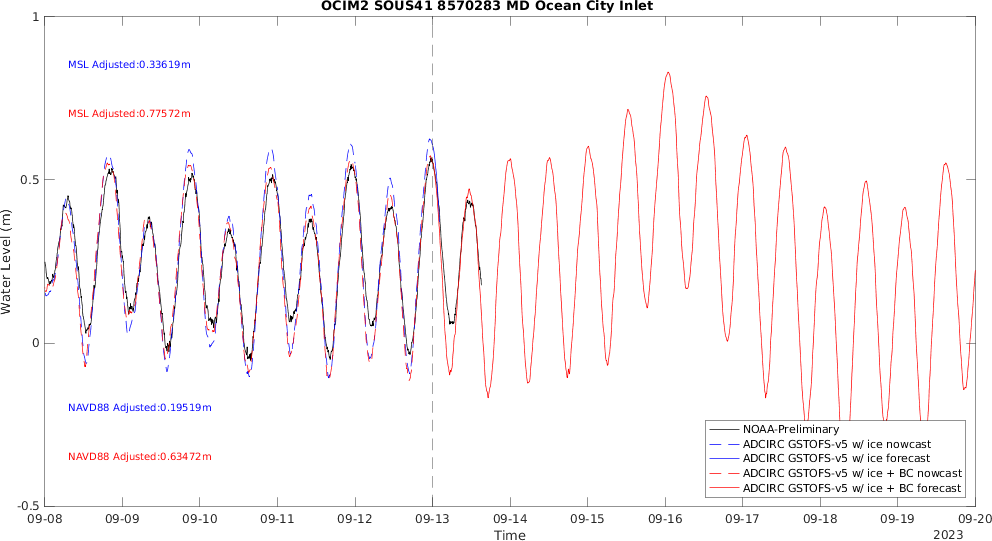 OCIM2 SOUS41 8570283 MD Ocean City Inlet
1
MSL Adjusted:0.33619m
MSL Adjusted:0.77572m
0.5
Water Level (m)
0
NAVD88 Adjusted:0.19519m
NAVD88 Adjusted:0.63472m
NOAA-Preliminary
ADCIRC GSTOFS-v5 w/ ice nowcast
ADCIRC GSTOFS-v5 w/ ice forecast
ADCIRC GSTOFS-v5 w/ ice + BC nowcast
ADCIRC GSTOFS-v5 w/ ice + BC forecast
-0.5
09-08 09-09 09-10 09-11 09-12 09-13 09-14 09-15 09-16 09-17 09-18 09-19 09-20
Time 2023